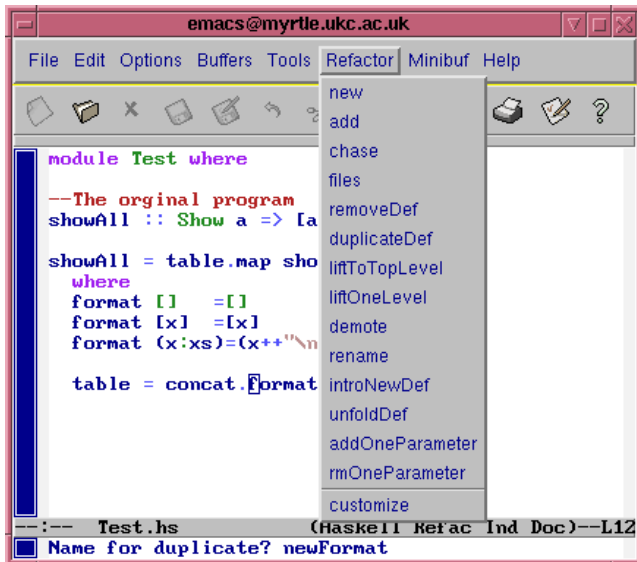 emacs@myrtle.ukc.ac.uk
File Edit Options Buffers Tools Refactor Minibuf Help
new
add
chase
files
removeDef
duplicateDef
liftToTopLevel
liftOneLevel
demote
rename
introNewDef
unfoldDef
addOneParameter
rmOneParameter
customize
module Test where
--The orginal program
showAll :: Show a => [a
showAll = table.map sho
where
format [] =[]
format [x] =[x]
format (x:xs)=(x++"\n
table = concat.format
--:-- Test.hs (Haskell Refac Ind Doc)--L12
Name for duplicate? newFormat